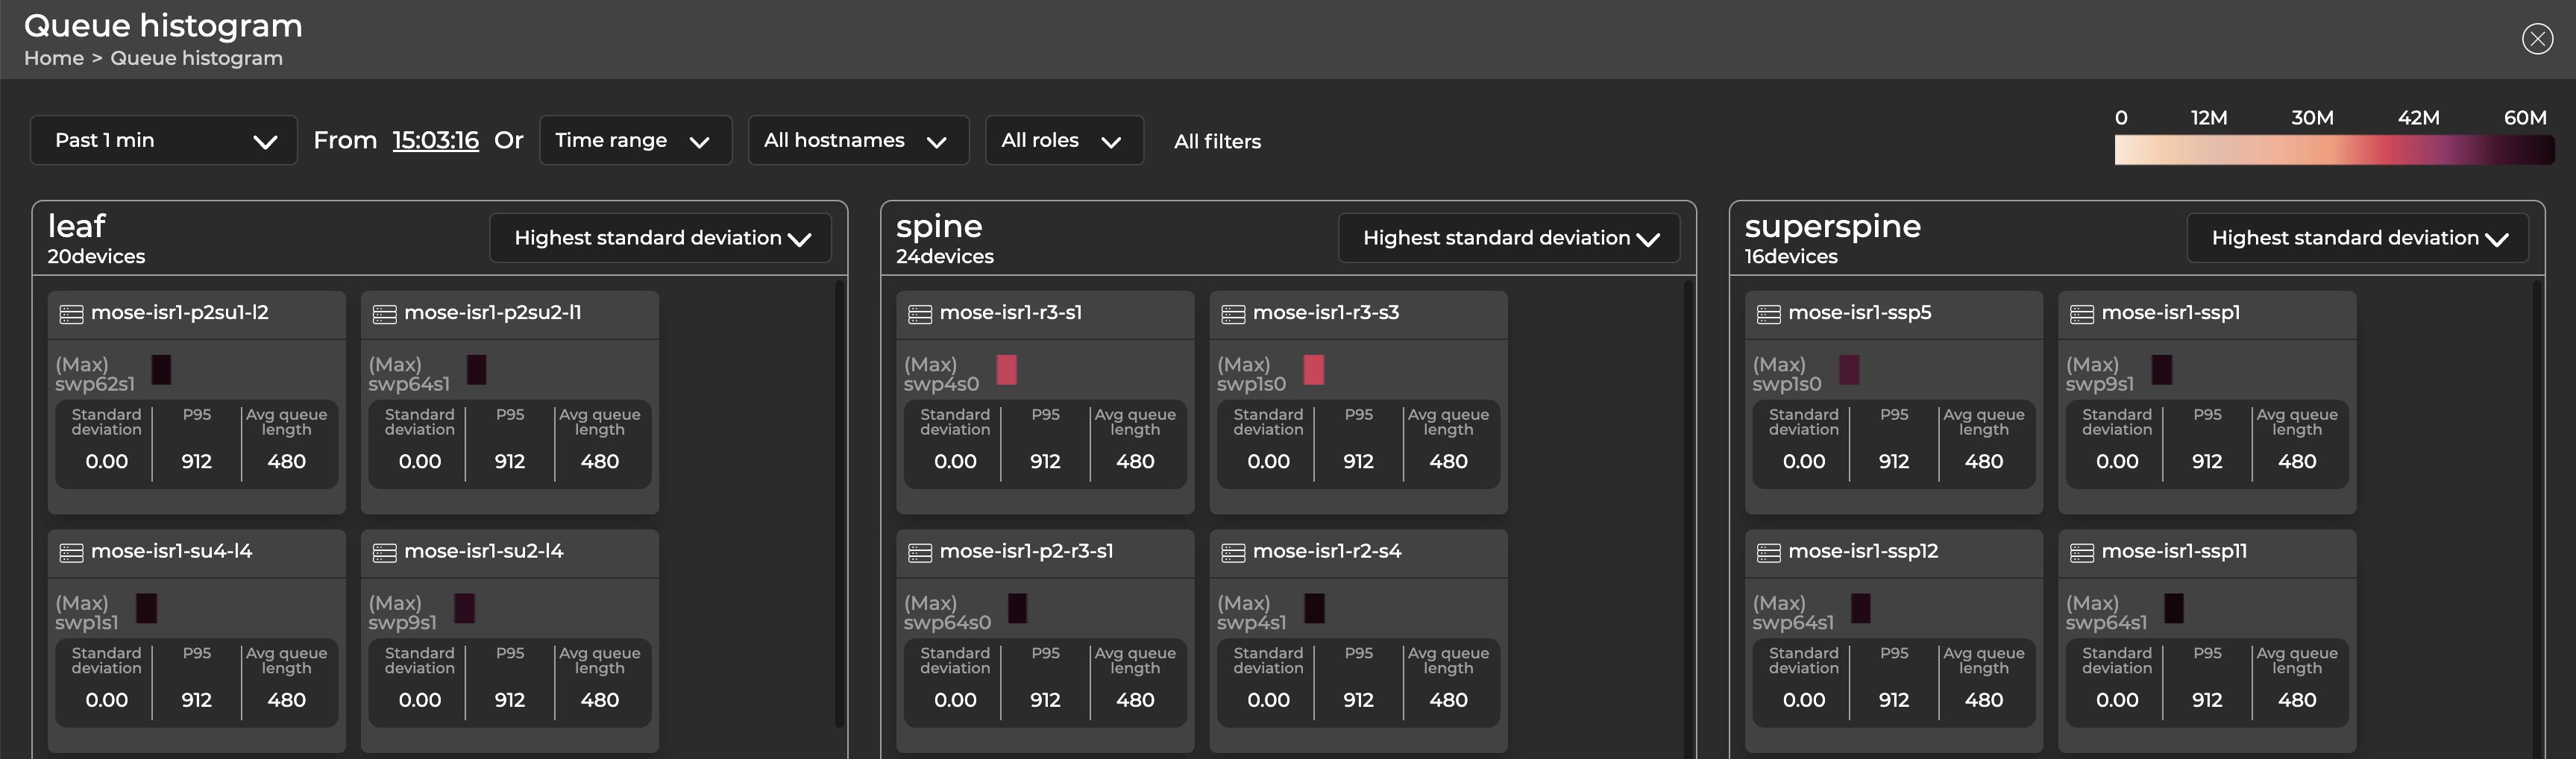 Queue histogram
Home > Queue histogram
Past 1 min From 15:03:16 Or Time range All hostnames All roles All filters
0 12M 30M 42M 60M
leaf
20devices
Highest standard deviation
mose-isr1-p2su1-l2
(Max)
swp62s1
Standard deviation P95 Avg queue length
0.00 912 480
mose-isr1-p2su2-l1
(Max)
swp64s1
Standard deviation P95 Avg queue length
0.00 912 480
mose-isr1-su4-l4
(Max)
swp1s1
Standard deviation P95 Avg queue length
0.00 912 480
mose-isr1-su2-l4
(Max)
swp9s1
Standard deviation P95 Avg queue length
0.00 912 480
spine
24devices
Highest standard deviation
mose-isr1-r3-s1
(Max)
swp4s0
Standard deviation P95 Avg queue length
0.00 912 480
mose-isr1-r3-s3
(Max)
swp1s0
Standard deviation P95 Avg queue length
0.00 912 480
mose-isr1-p2-r3-s1
(Max)
swp64s0
Standard deviation P95 Avg queue length
0.00 912 480
mose-isr1-r2-s4
(Max)
swp4s1
Standard deviation P95 Avg queue length
0.00 912 480
superspine
16devices
Highest standard deviation
mose-isr1-ssp5
(Max)
swp1s0
Standard deviation P95 Avg queue length
0.00 912 480
mose-isr1-ssp1
(Max)
swp9s1
Standard deviation P95 Avg queue length
0.00 912 480
mose-isr1-ssp12
(Max)
swp64s1
Standard deviation P95 Avg queue length
0.00 912 480
mose-isr1-ssp11
(Max)
swp64s1
Standard deviation P95 Avg queue length
0.00 912 480